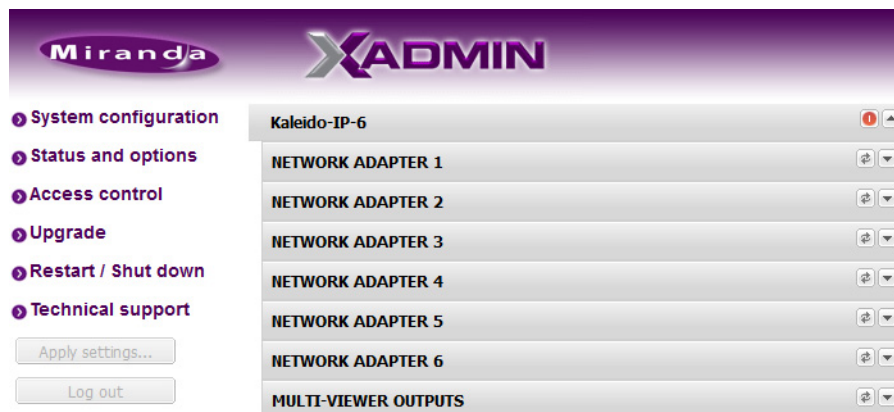 Miranda
XADMIN
System configuration
Status and options
Access control
Upgrade
Restart / Shut down
Technical support
Apply settings...
Log out
Kaleido-IP-6
NETWORK ADAPTER 1
NETWORK ADAPTER 2
NETWORK ADAPTER 3
NETWORK ADAPTER 4
NETWORK ADAPTER 5
NETWORK ADAPTER 6
MULTI-VIEWER OUTPUTS